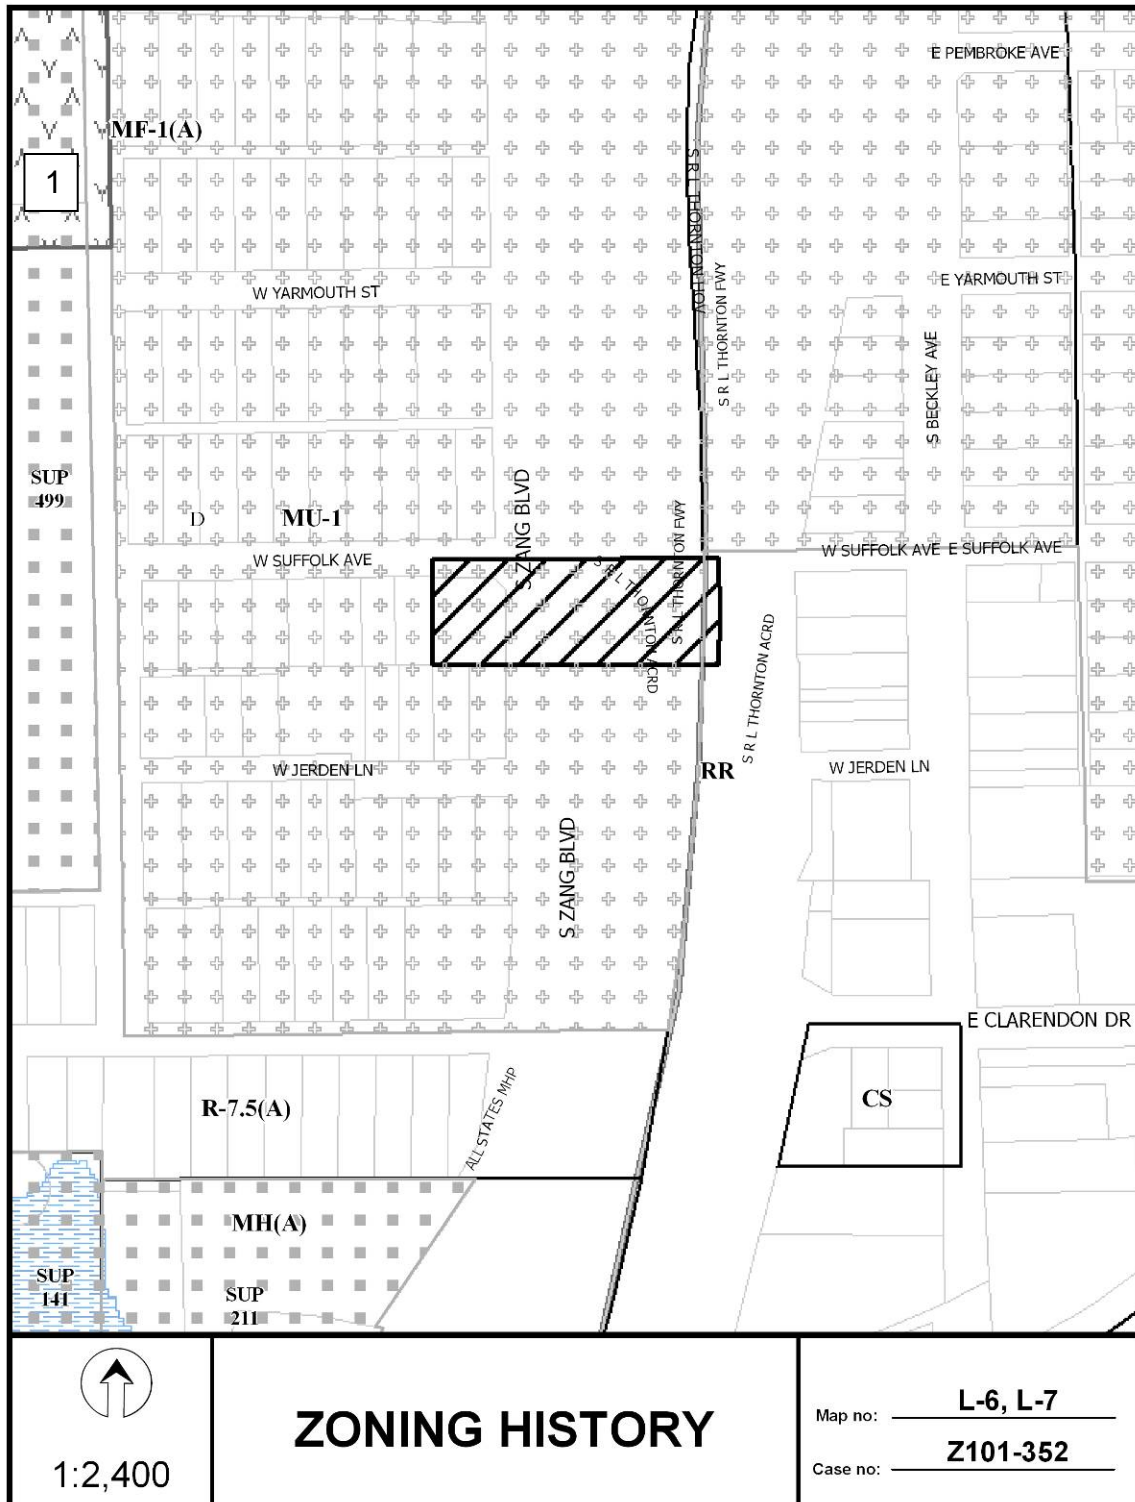 E PEMBROKE AVE
MF-1(A)
1
S R L THORNTON HOV
S R L THORNTON FWY
E YARMOUTH ST
W YARMOUTH ST
S BECKLEY AVE
SUP
499
S ZANG BLVD
D
MU-1
S R L THORNTON FWY
W SUFFOLK AVE
W SUFFOLK AVE
E SUFFOLK AVE
S R L THORNTON ACRD
S R L THORNTON ACRD
W JERDEN LN
RR
W JERDEN LN
S ZANG BLVD
E CLARENDON DR
R-7.5(A)
ALL STATES MHP
CS
MH(A)
SUP
141
SUP
211
1:2,400
ZONING HISTORY
Map no: L-6, L-7
Case no: Z101-352